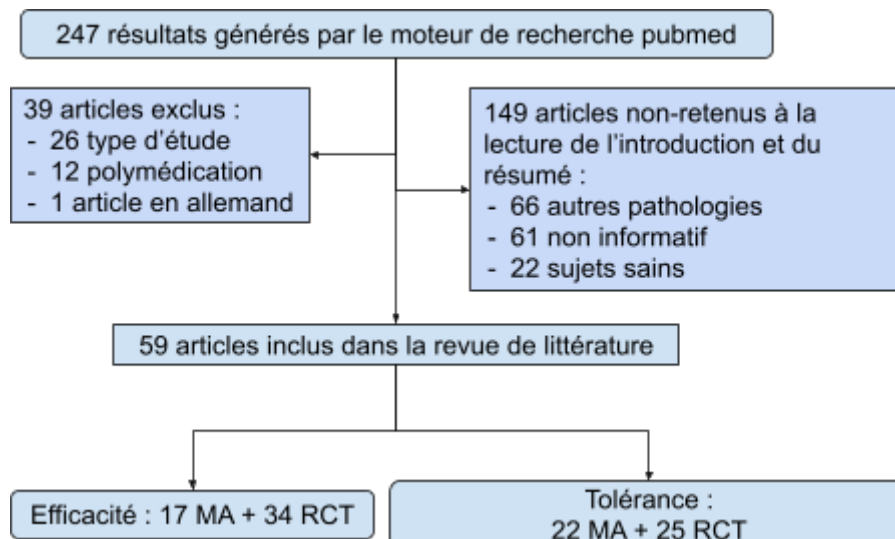 247 résultats générés par le moteur de recherche pubmed
39 articles exclus :
- 26 type d'étude
- 12 polymédication
- 1 article en allemand
149 articles non-retenus à la
lecture de l'introduction et du
résumé :
- 66 autres pathologies
- 61 non informatif
- 22 sujets sains
59 articles inclus dans la revue de littérature
Efficacité : 17 MA + 34 RCT
Tolérance :
22 MA + 25 RCT